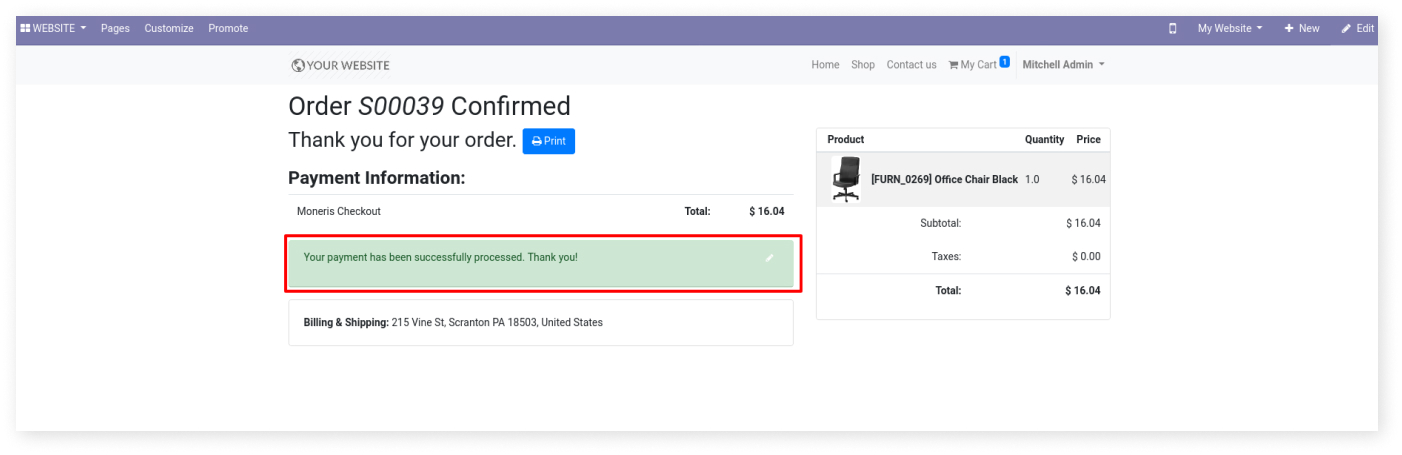 WEBSITE Pages Customize Promote My Website New Edit
YOUR WEBSITE Home Shop Contact us My Cart 1 Mitchell Admin
Order S00039 Confirmed
Thank you for your order. Print
Payment Information:
Moneris Checkout Total: $ 16.04
Your payment has been successfully processed. Thank you!
Billing & Shipping: 215 Vine St, Scranton PA 18503, United States
Product Quantity Price
[FURN_0269] Office Chair Black 1.0 $ 16.04
Subtotal: $ 16.04
Taxes: $ 0.00
Total: $ 16.04